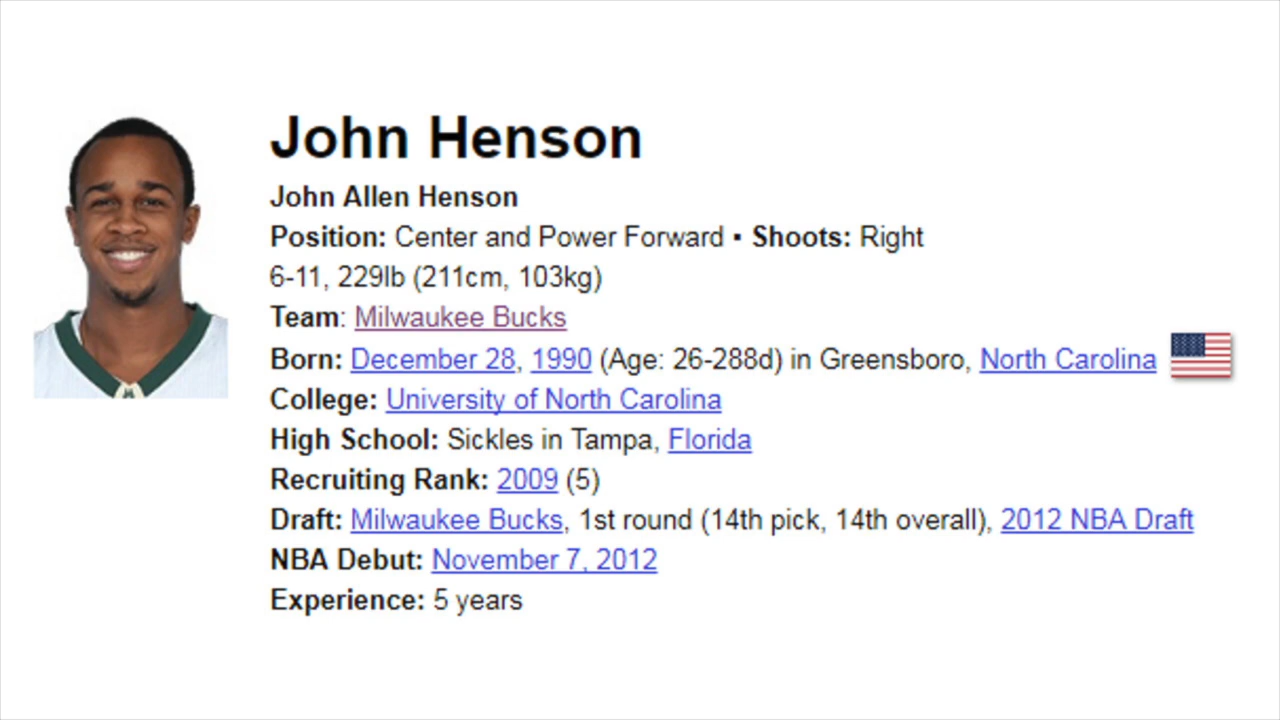 John Henson
John Allen Henson
Position: Center and Power Forward ▪ Shoots: Right
6-11, 229lb (211cm, 103kg)
Team: Milwaukee Bucks
Born: December 28, 1990 (Age: 26-288d) in Greensboro, North Carolina
College: University of North Carolina
High School: Sickles in Tampa, Florida
Recruiting Rank: 2009 (5)
Draft: Milwaukee Bucks, 1st round (14th pick, 14th overall), 2012 NBA Draft
NBA Debut: November 7, 2012
Experience: 5 years